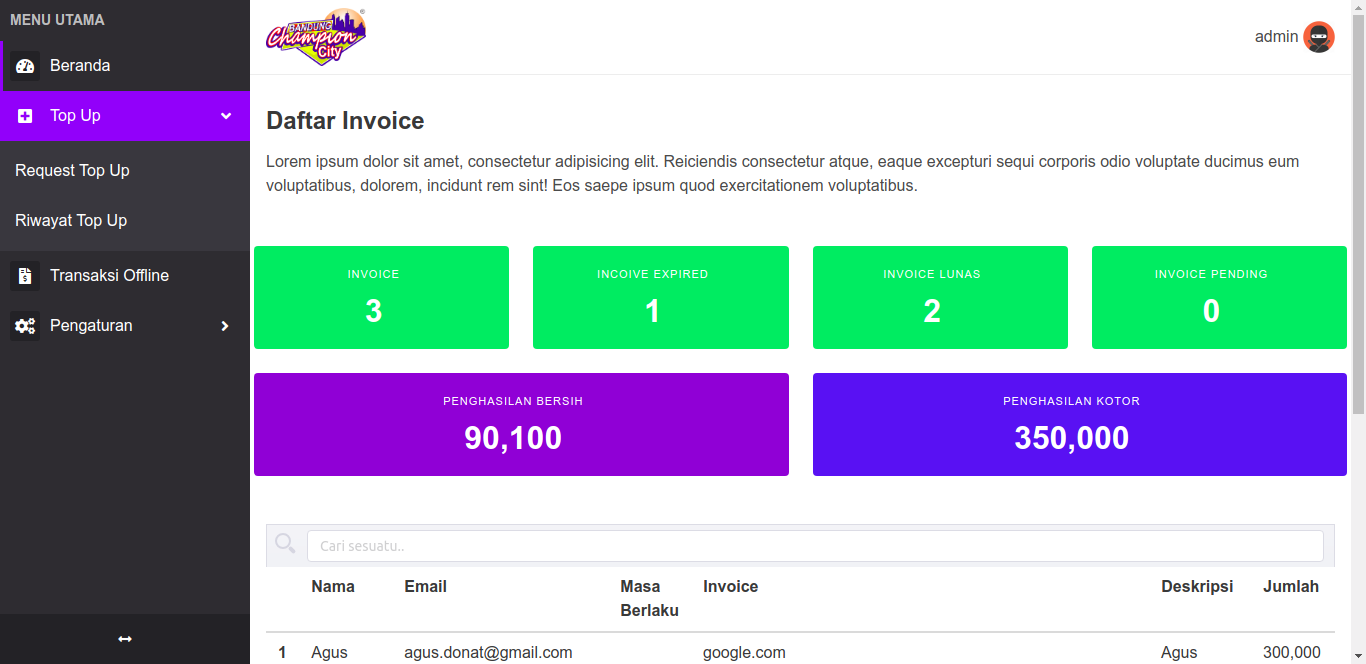 MENU UTAMA
Beranda
Top Up
Request Top Up
Riwayat Top Up
Transaksi Offline
Pengaturan
BANDUNG
Champion
City
admin
Daftar Invoice
Lorem ipsum dolor sit amet, consectetur adipisicing elit. Reiciendis consectetur atque, eaque excepturi sequi corporis odio voluptate ducimus eum
voluptatibus, dolorem, incidunt rem sint! Eos saepe ipsum quod exercitationem voluptatibus.
INVOICE
3
INCOIVE EXPIRED
1
INVOICE LUNAS
2
INVOICE PENDING
0
PENGHASILAN BERSIH
90,100
PENGHASILAN KOTOR
350,000
Cari sesuatu..
Nama Email Masa Berlaku Invoice Deskripsi Jumlah
1 Agus agus.donat@gmail.com google.com Agus 300,000